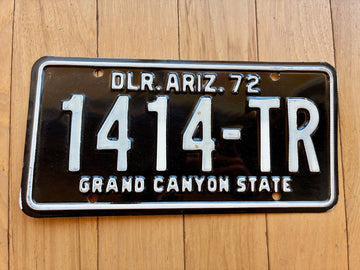 DLR. ARIZ. 72
1414-TR
GRAND CANYON STATE